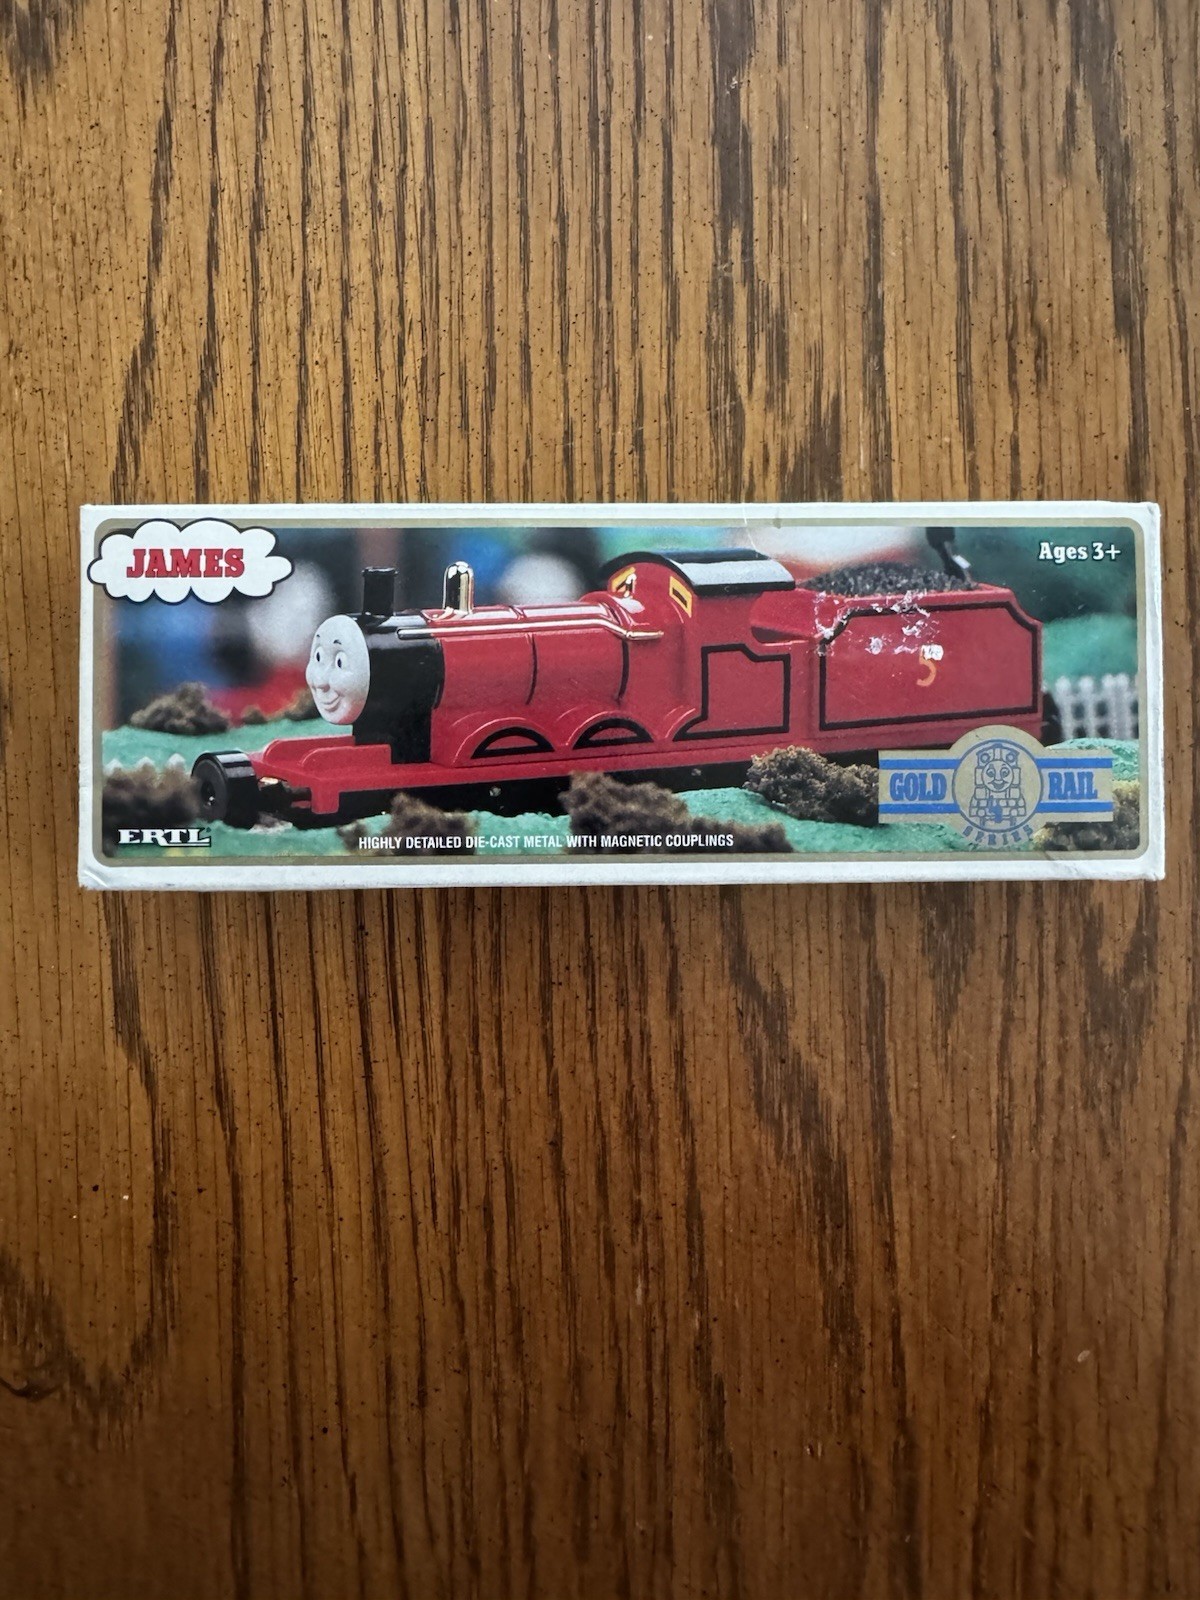 JAMES
Ages 3+
5
GOLD RAIL
SERIES
ERTL
HIGHLY DETAILED DIE-CAST METAL WITH MAGNETIC COUPLINGS